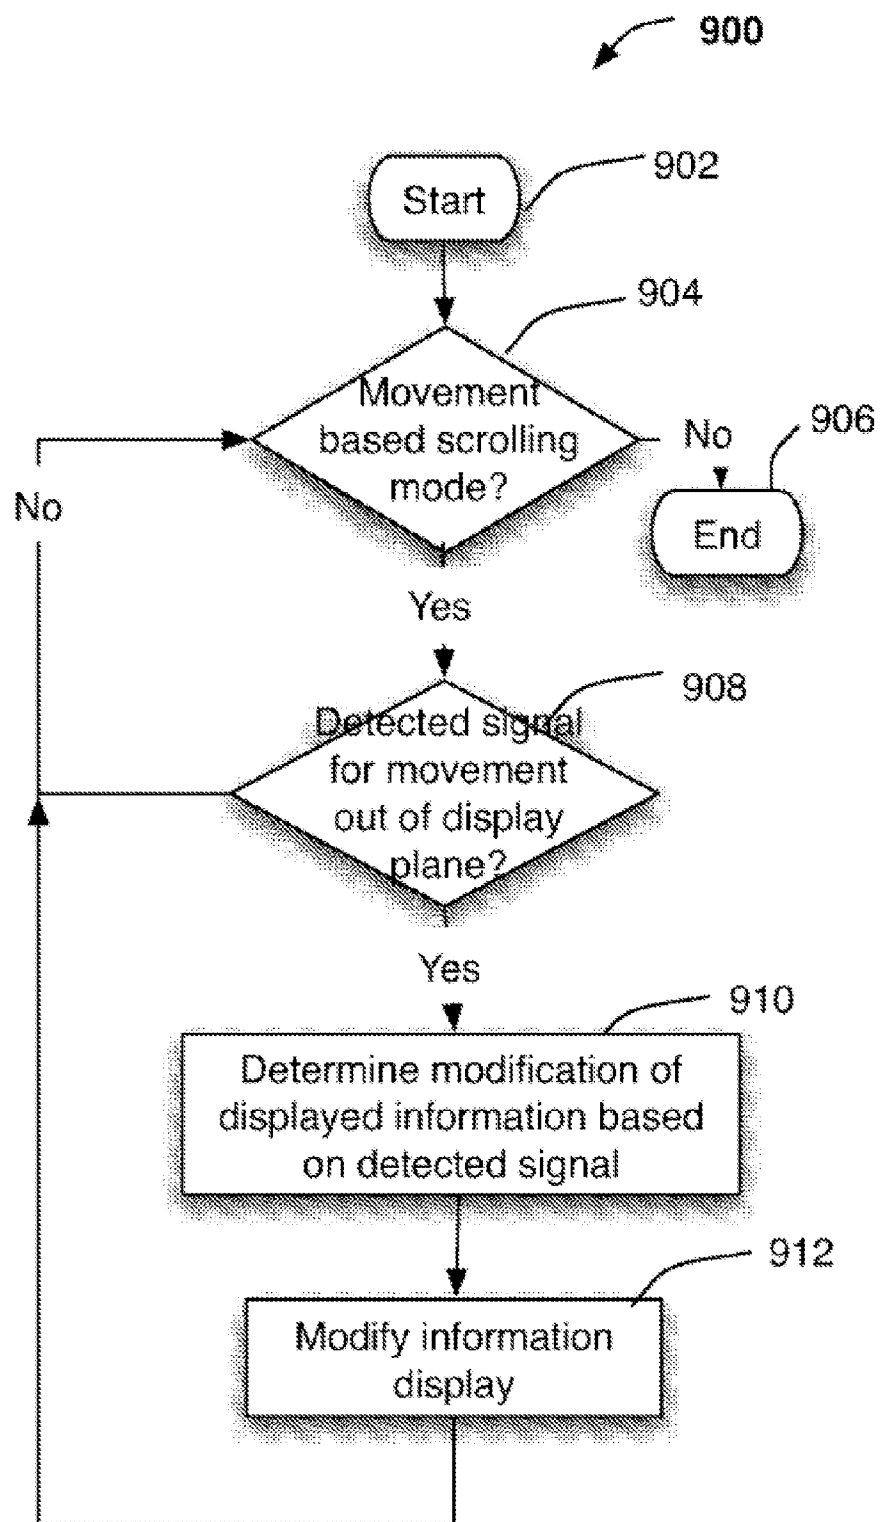 900
Start
902
904
Movement
based scrolling
mode?
No
906
End
No
Yes
908
Detected signal
for movement
out of display
plane?
Yes
910
Determine modification of
displayed information based
on detected signal
912
Modify information
display